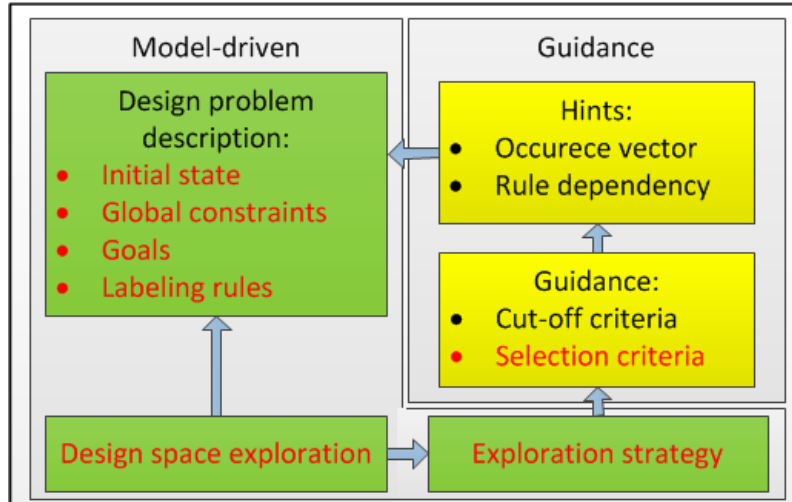 Model-driven
Design problem
description:
• Initial state
• Global constraints
• Goals
• Labeling rules
Design space exploration
Guidance
Hints:
• Occurece vector
• Rule dependency
Guidance:
• Cut-off criteria
• Selection criteria
Exploration strategy